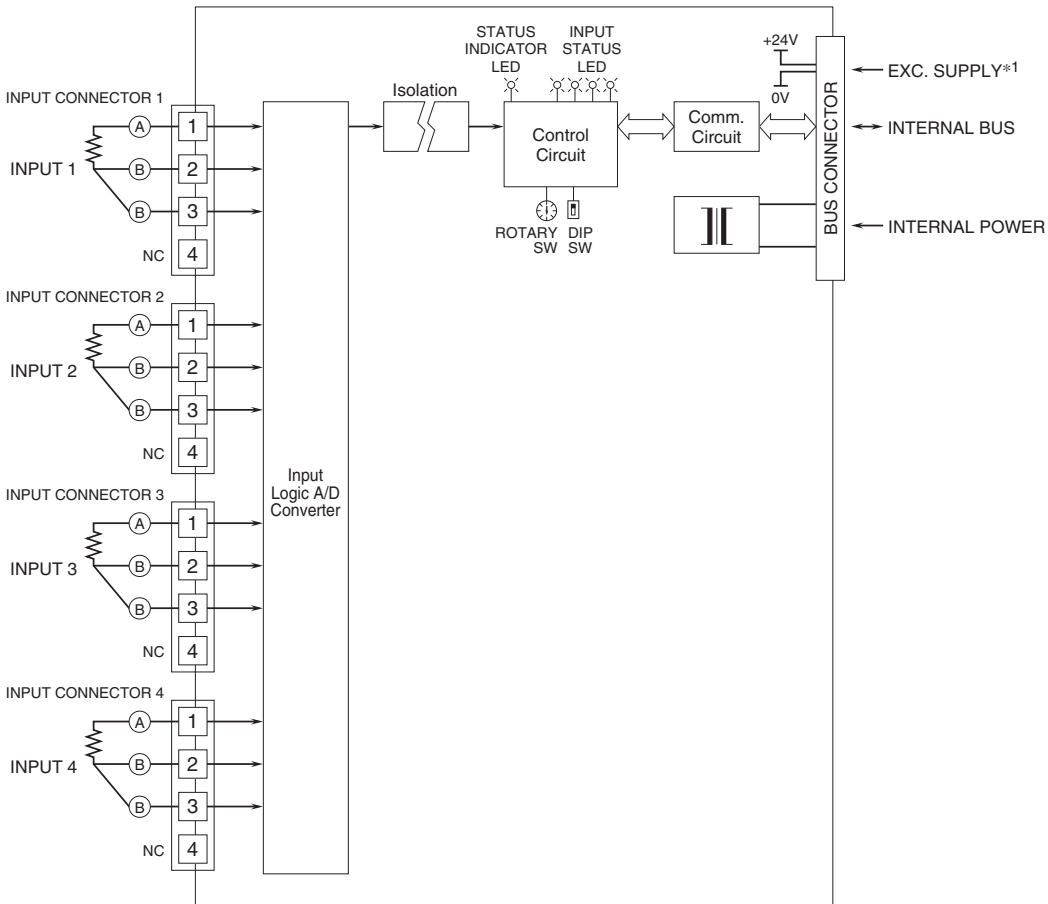 STATUS
INDICATOR
LED
INPUT
STATUS
LED
+24V
0V
EXC. SUPPLY*1
INPUT CONNECTOR 1
A
1
INPUT 1
B
2
B
3
NC
4
Isolation
Control
Circuit
Comm.
Circuit
BUS CONNECTOR
INTERNAL BUS
ROTARY
SW
DIP
SW
INTERNAL POWER
INPUT CONNECTOR 2
A
1
INPUT 2
B
2
B
3
NC
4
Input
Logic A/D
Converter
INPUT CONNECTOR 3
A
1
INPUT 3
B
2
B
3
NC
4
INPUT CONNECTOR 4
A
1
INPUT 4
B
2
B
3
NC
4